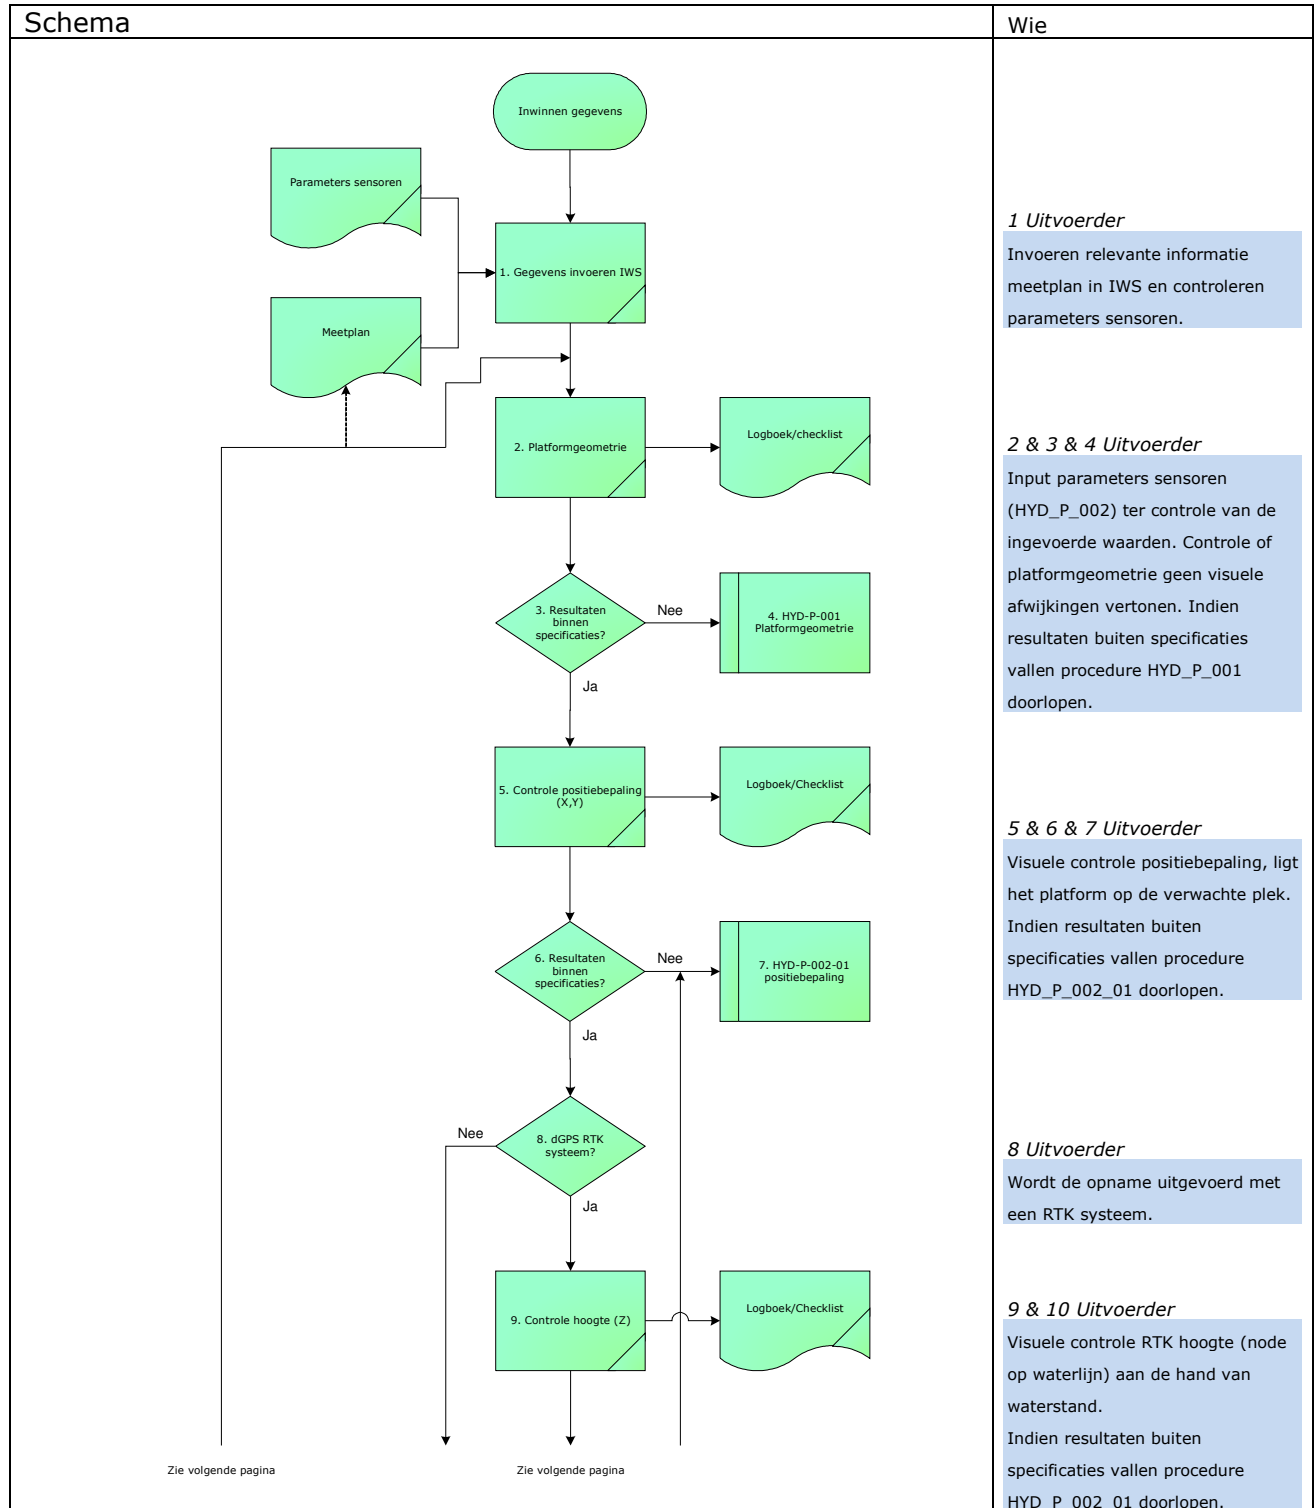 Schema
Wie
Inwinnen gegevens
Parameters sensoren
1. Gegevens invoeren IWS
Meetplan
2. Platformgeometrie
Logboek/checklist
3. Resultaten
binnen
specificaties?
Nee
4. HYD-P-001
Platformgeometrie
Ja
5. Controle positiebepaling
(X,Y)
Logboek/Checklist
6. Resultaten
binnen
specificaties?
Nee
7. HYD-P-002-01
positiebepaling
Ja
8. dGPS RTK
systeem?
Nee
Ja
9. Controle hoogte (Z)
Logboek/Checklist
Zie volgende pagina
Zie volgende pagina
1 Uitvoerder
Invoeren relevante informatie
meetplan in IWS en controleren
parameters sensoren.
2 & 3 & 4 Uitvoerder
Input parameters sensoren
(HYD_P_002) ter controle van de
ingevoerde waarden. Controle of
platformgeometrie geen visuele
afwijkingen vertonen. Indien
resultaten buiten specificaties
vallen procedure HYD_P_001
doorlopen.
5 & 6 & 7 Uitvoerder
Visuele controle positiebepaling, ligt
het platform op de verwachte plek.
Indien resultaten buiten
specificaties vallen procedure
HYD_P_002_01 doorlopen.
8 Uitvoerder
Wordt de opname uitgevoerd met
een RTK systeem.
9 & 10 Uitvoerder
Visuele controle RTK hoogte (node
op waterlijn) aan de hand van
waterstand.
Indien resultaten buiten
specificaties vallen procedure
HYD_P_002_01 doorlopen.